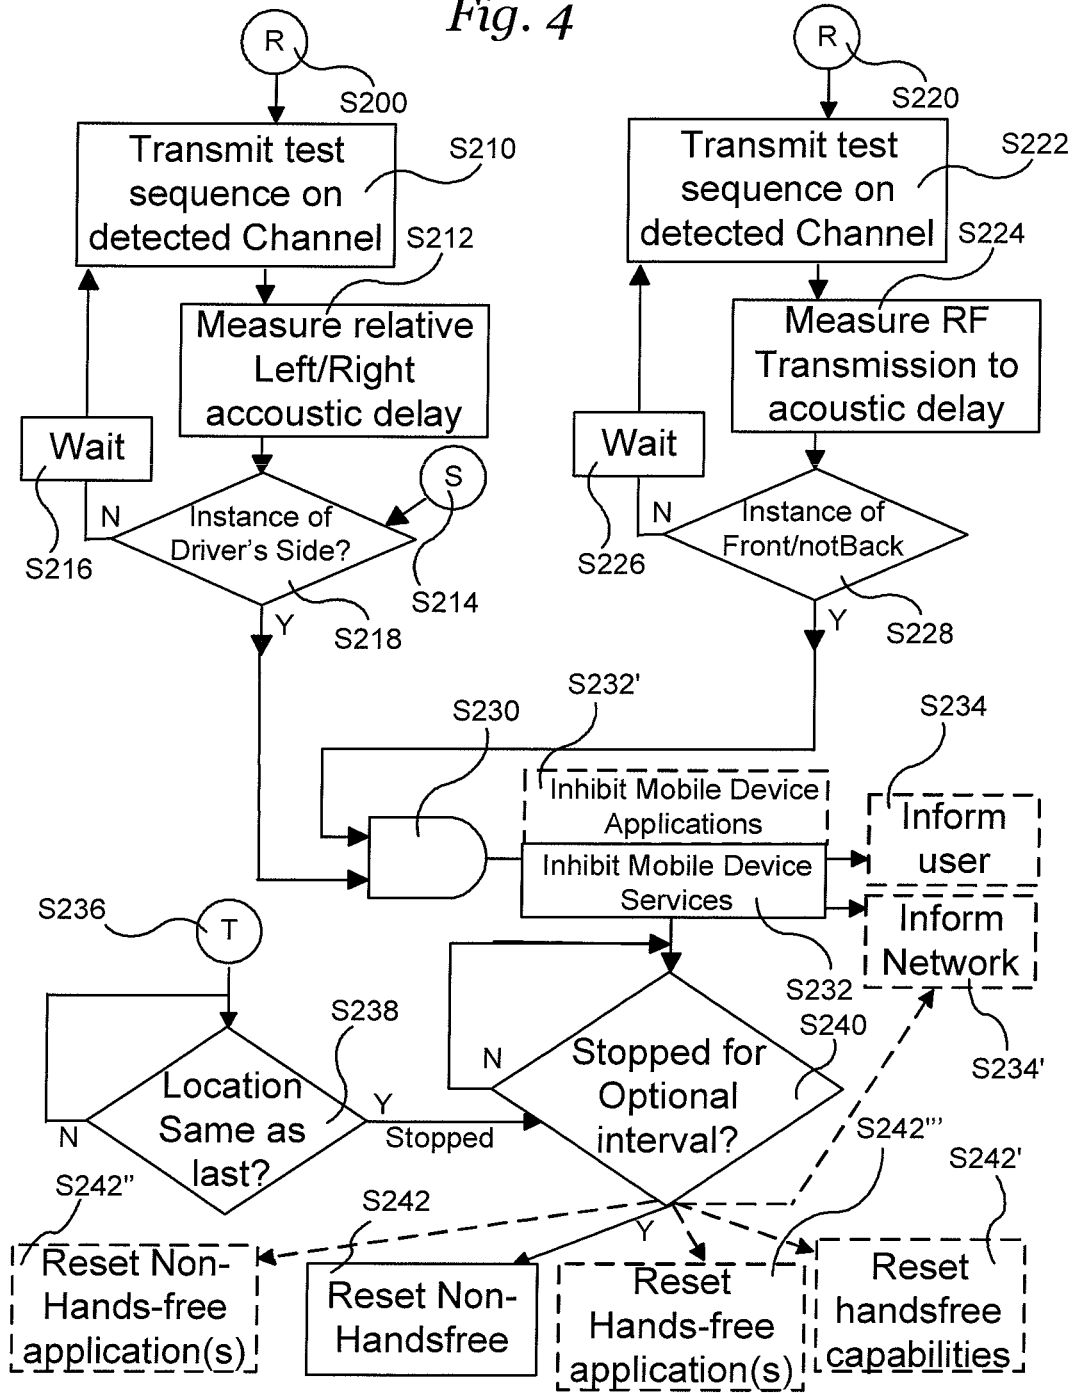 Fig. 4
R
S200
R
S220
Transmit test
sequence on
detected Channel
S210
Transmit test
sequence on
detected Channel
S222
S212
S224
Measure relative
Left/Right
accoustic delay
Measure RF
Transmission to
acoustic delay
Wait
S216
Wait
S226
S
S214
N
Instance of
Driver's Side?
S218
Y
N
Instance of
Front/notBack
S228
Y
S230
S232'
S234
Inhibit Mobile Device
Applications
Inhibit Mobile Device
Services
S232
Inform
user
Inform
Network
S234'
S236
T
S238
Location
Same as
last?
N
Y
Stopped
S240
Stopped for
Optional
interval?
N
Y
S242"
S242
S242"'
S242'
Reset Non-
Hands-free
application(s)
Reset Non-
Handsfree
Reset
Hands-free
application(s)
Reset
handsfree
capabilities